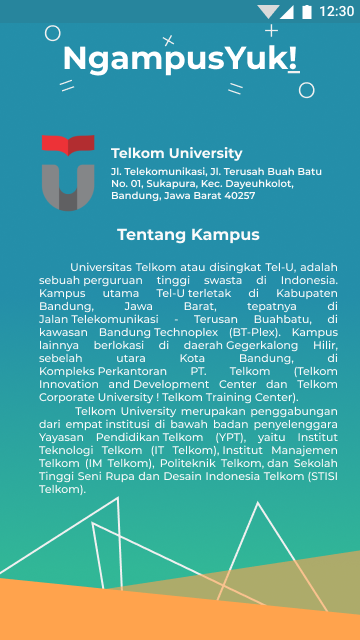 12:30
NgampusYuk!
Telkom University
Jl. Telekomunikasi, Jl. Terusah Buah Batu
No. 01, Sukapura, Kec. Dayeuhkolot,
Bandung, Jawa Barat 40257
Tentang Kampus
Universitas Telkom atau disingkat Tel-U, adalah
sebuah perguruan tinggi swasta di Indonesia.
Kampus utama Tel-U terletak di Kabupaten
Bandung, Jawa Barat, tepatnya di
Jalan Telekomunikasi - Terusan Buahbatu, di
kawasan Bandung Technoplex (BT-Plex). Kampus
lainnya berlokasi di daerah Gegerkalong Hilir,
sebelah utara Kota Bandung, di
Kompleks Perkantoran PT. Telkom (Telkom
Innovation and Development Center dan Telkom
Corporate University ! Telkom Training Center).
Telkom University merupakan penggabungan
dari empat institusi di bawah badan penyelenggara
Yayasan Pendidikan Telkom (YPT), yaitu Institut
Teknologi Telkom (IT Telkom), Institut Manajemen
Telkom (IM Telkom), Politeknik Telkom, dan Sekolah
Tinggi Seni Rupa dan Desain Indonesia Telkom (STISI
Telkom).